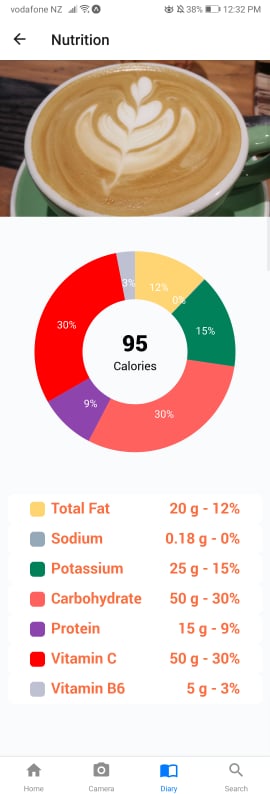 vodafone NZ 38% 12:32 PM
Nutrition
3% 12%
0%
30% 15%
95
Calories
9% 30%
Total Fat 20 g - 12%
Sodium 0.18 g - 0%
Potassium 25 g - 15%
Carbohydrate 50 g - 30%
Protein 15 g - 9%
Vitamin C 50 g - 30%
Vitamin B6 5 g - 3%
Home Camera Diary Search